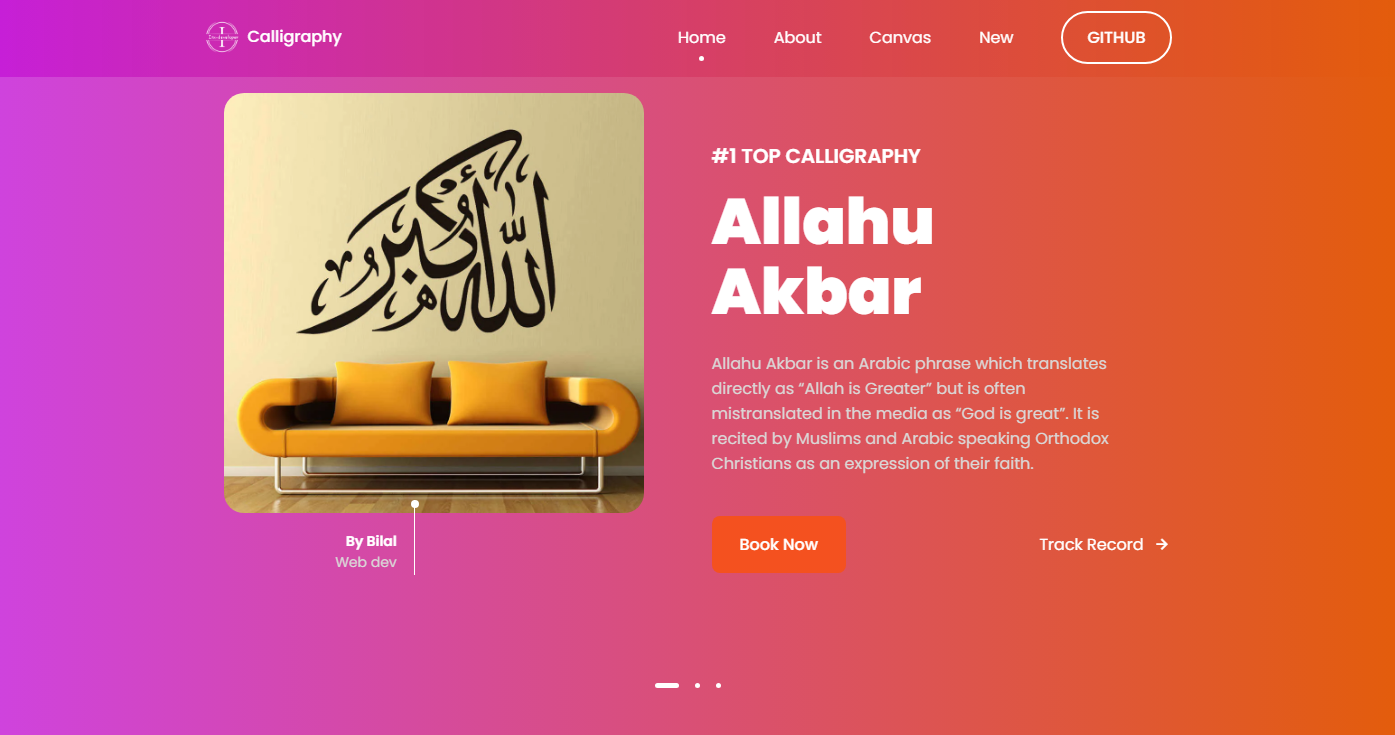 Calligraphy
Home
About
Canvas
New
GITHUB
الله أكبر
#1 TOP CALLIGRAPHY
Allahu
Akbar
Allahu Akbar is an Arabic phrase which translates
directly as “Allah is Greater” but is often
mistranslated in the media as “God is great”. It is
recited by Muslims and Arabic speaking Orthodox
Christians as an expression of their faith.
By Bilal
Web dev
Book Now
Track Record